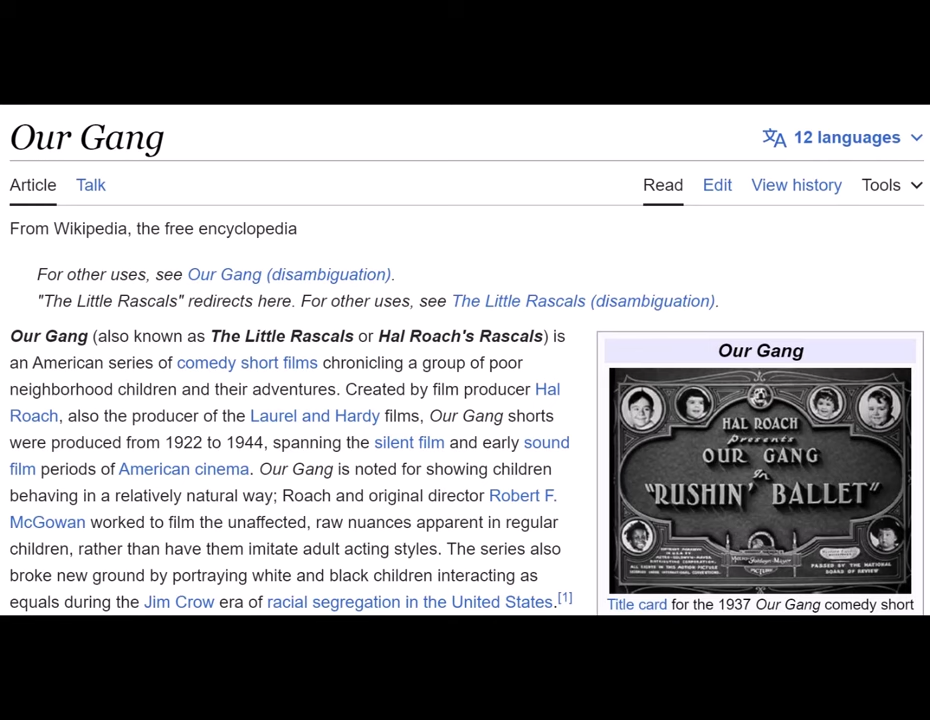 Our Gang
12 languages
Article Talk Read Edit View history Tools
From Wikipedia, the free encyclopedia
For other uses, see Our Gang (disambiguation).
"The Little Rascals" redirects here. For other uses, see The Little Rascals (disambiguation).
Our Gang (also known as The Little Rascals or Hal Roach's Rascals) is
an American series of comedy short films chronicling a group of poor
neighborhood children and their adventures. Created by film producer Hal
Roach, also the producer of the Laurel and Hardy films, Our Gang shorts
were produced from 1922 to 1944, spanning the silent film and early sound
film periods of American cinema. Our Gang is noted for showing children
behaving in a relatively natural way; Roach and original director Robert F.
McGowan worked to film the unaffected, raw nuances apparent in regular
children, rather than have them imitate adult acting styles. The series also
broke new ground by portraying white and black children interacting as
equals during the Jim Crow era of racial segregation in the United States.[1]
Our Gang
HAL ROACH
presents
OUR GANG
in
"RUSHIN' BALLET"
PASSED BY THE NATIONAL
BOARD OF REVIEW
Title card for the 1937 Our Gang comedy short